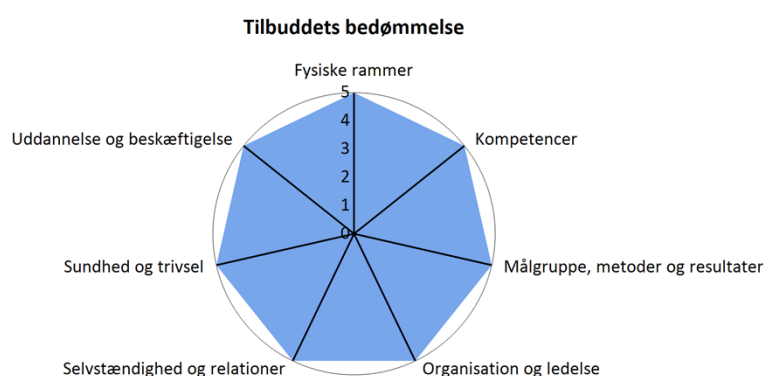 Tilbuddets bedømmelse
Fysiske rammer
5
4
3
2
1
0
Uddannelse og beskæftigelse
Kompetencer
Sundhed og trivsel
Målgruppe, metoder og resultater
Selvstændighed og relationer
Organisation og ledelse